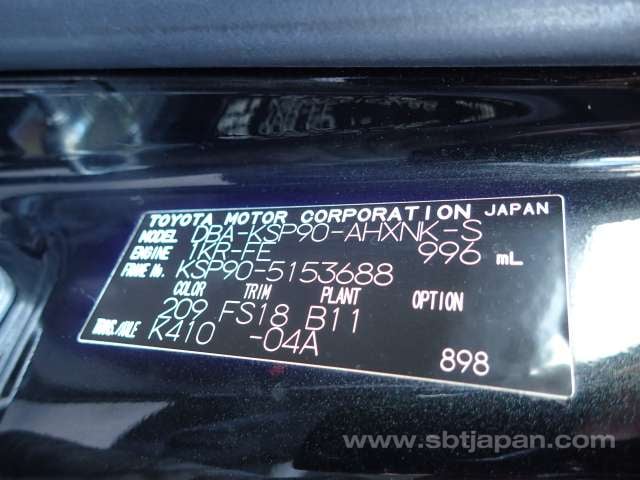 TOYOTA MOTOR CORPORATION JAPAN
MODEL DBA-KSP90-AHXNK-S
ENGINE 1KR-FE 996 mL
FRAME No. KSP90-5153688
COLOR TRIM PLANT OPTION
209 FS18 B11
TRANS./AXLE K410 -04A 898
www.sbtjapan.com